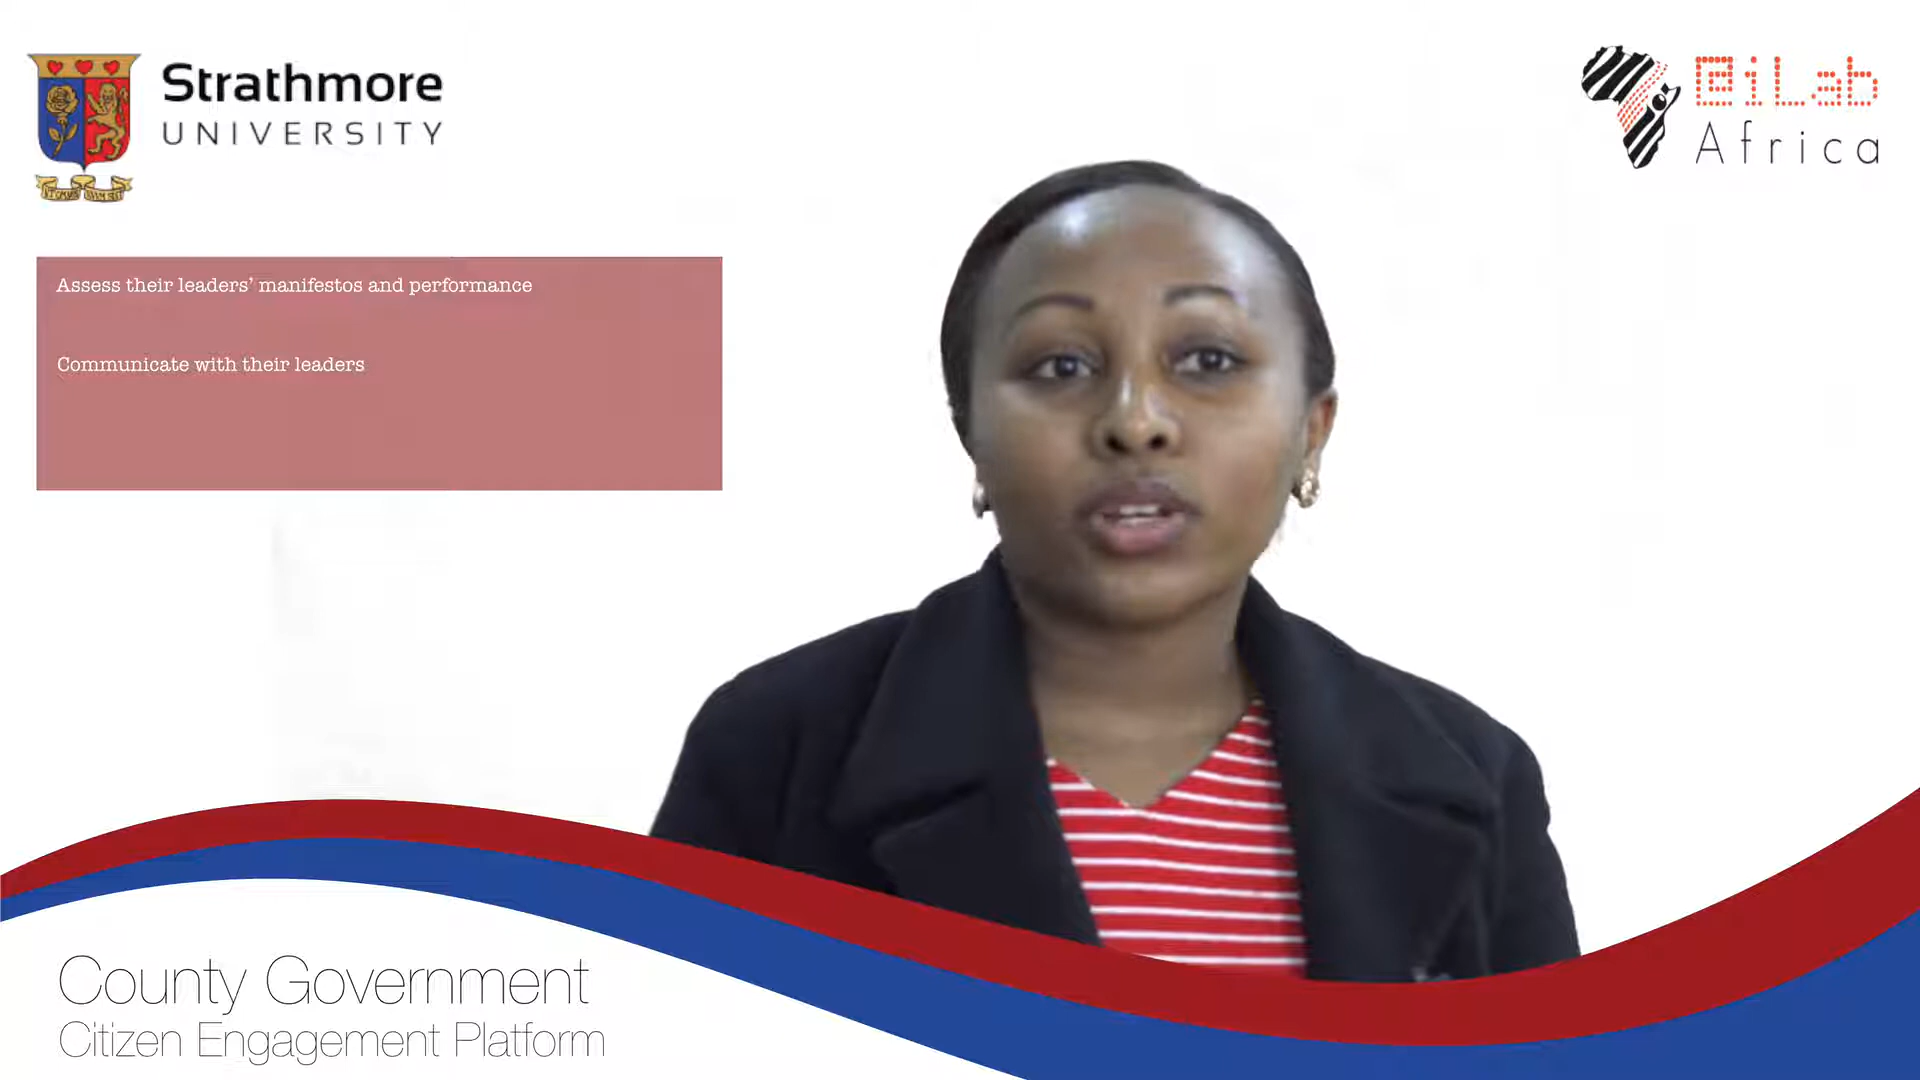 Strathmore
UNIVERSITY
@iLab
Africa
Assess their leaders' manifestos and performance
Communicate with their leaders
County Government
Citizen Engagement Platform